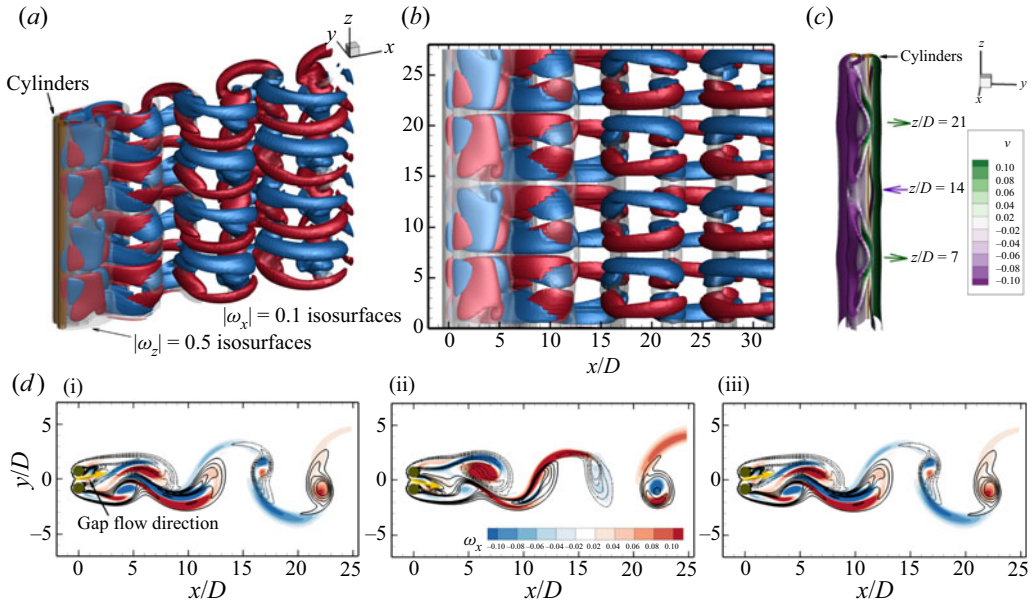 (a)
z
y
x
Cylinders
|ω_x| = 0.1 isosurfaces
|ω_z| = 0.5 isosurfaces
(b)
25
20
15
10
5
0
0 5 10 15 20 25 30
x/D
(c)
Cylinders
z
y
x
z/D = 21
z/D = 14
z/D = 7
v
0.10
0.08
0.06
0.04
0.02
−0.02
−0.04
−0.06
−0.08
−0.10
(d)
(i)
(ii)
(iii)
5
0
−5
y/D
Gap flow direction
ω_x
−0.10 −0.08 −0.06 −0.04 −0.02 0.02 0.04 0.06 0.08 0.10
0 5 10 15 20 25
0 5 10 15 20 25
0 5 10 15 20 25
x/D
x/D
x/D